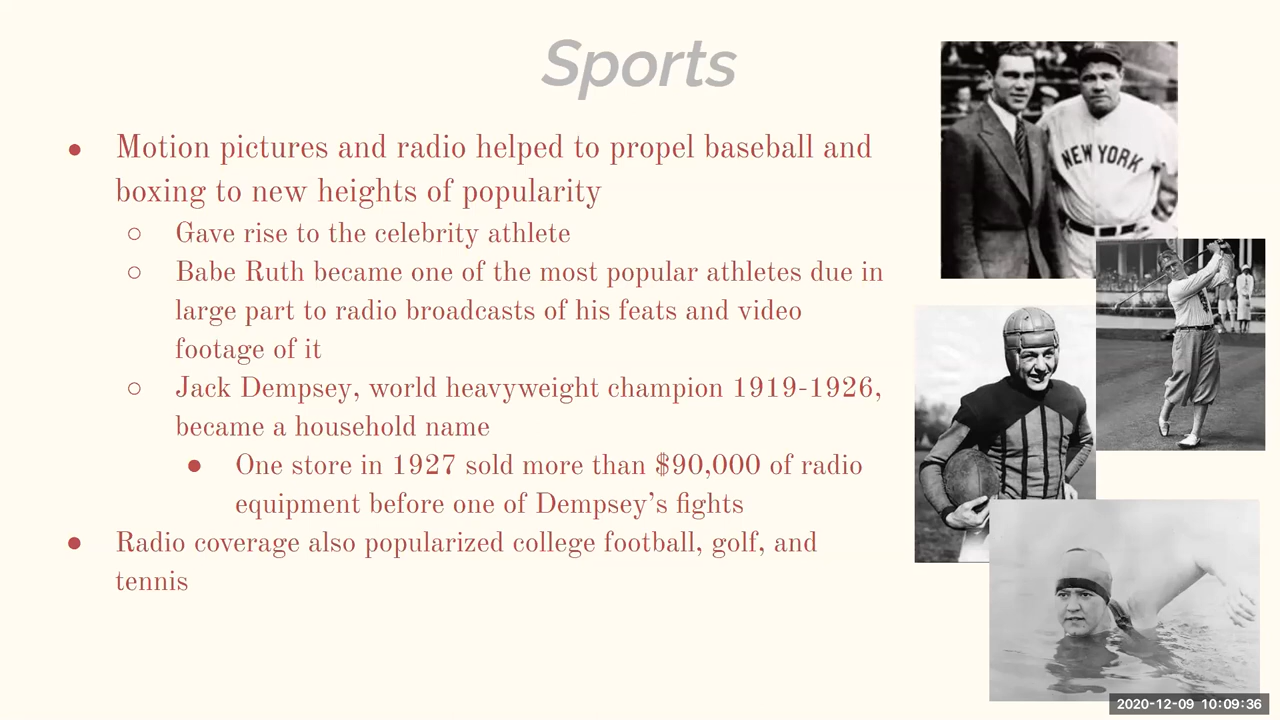 Sports
● Motion pictures and radio helped to propel baseball and
boxing to new heights of popularity
○ Gave rise to the celebrity athlete
○ Babe Ruth became one of the most popular athletes due in
large part to radio broadcasts of his feats and video
footage of it
○ Jack Dempsey, world heavyweight champion 1919-1926,
became a household name
● One store in 1927 sold more than $90,000 of radio
equipment before one of Dempsey’s fights
● Radio coverage also popularized college football, golf, and
tennis
NEW YORK
2020-12-09 10:09:36